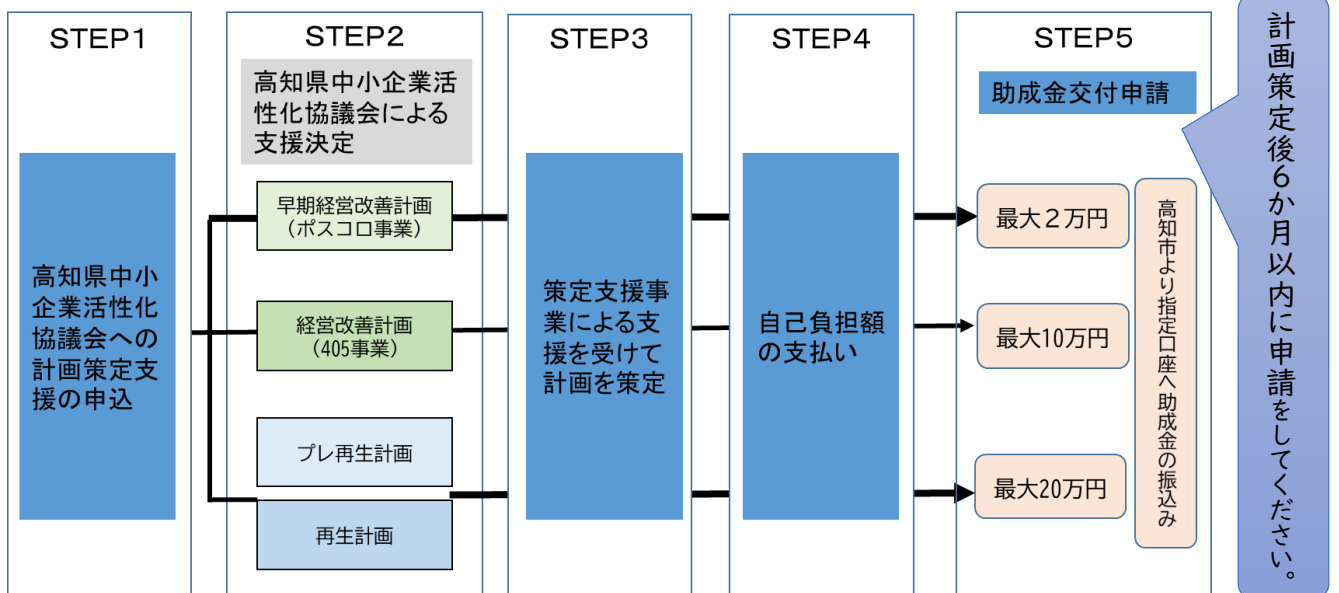 STEP1
高知県中小
企業活性化
協議会への
計画策定支
援の申込
STEP2
高知県中小企業活
性化協議会による
支援決定
早期経営改善計画
(ポスコロ事業)
経営改善計画
(405事業)
プレ再生計画
再生計画
STEP3
策定支援事
業による支
援を受けて
計画を策定
STEP4
自己負担額
の支払い
STEP5
助成金交付申請
最大2万円
最大10万円
最大20万円
高知市より指定口座へ助成金の振込み
計画策定後6か月以内に申請をしてください。